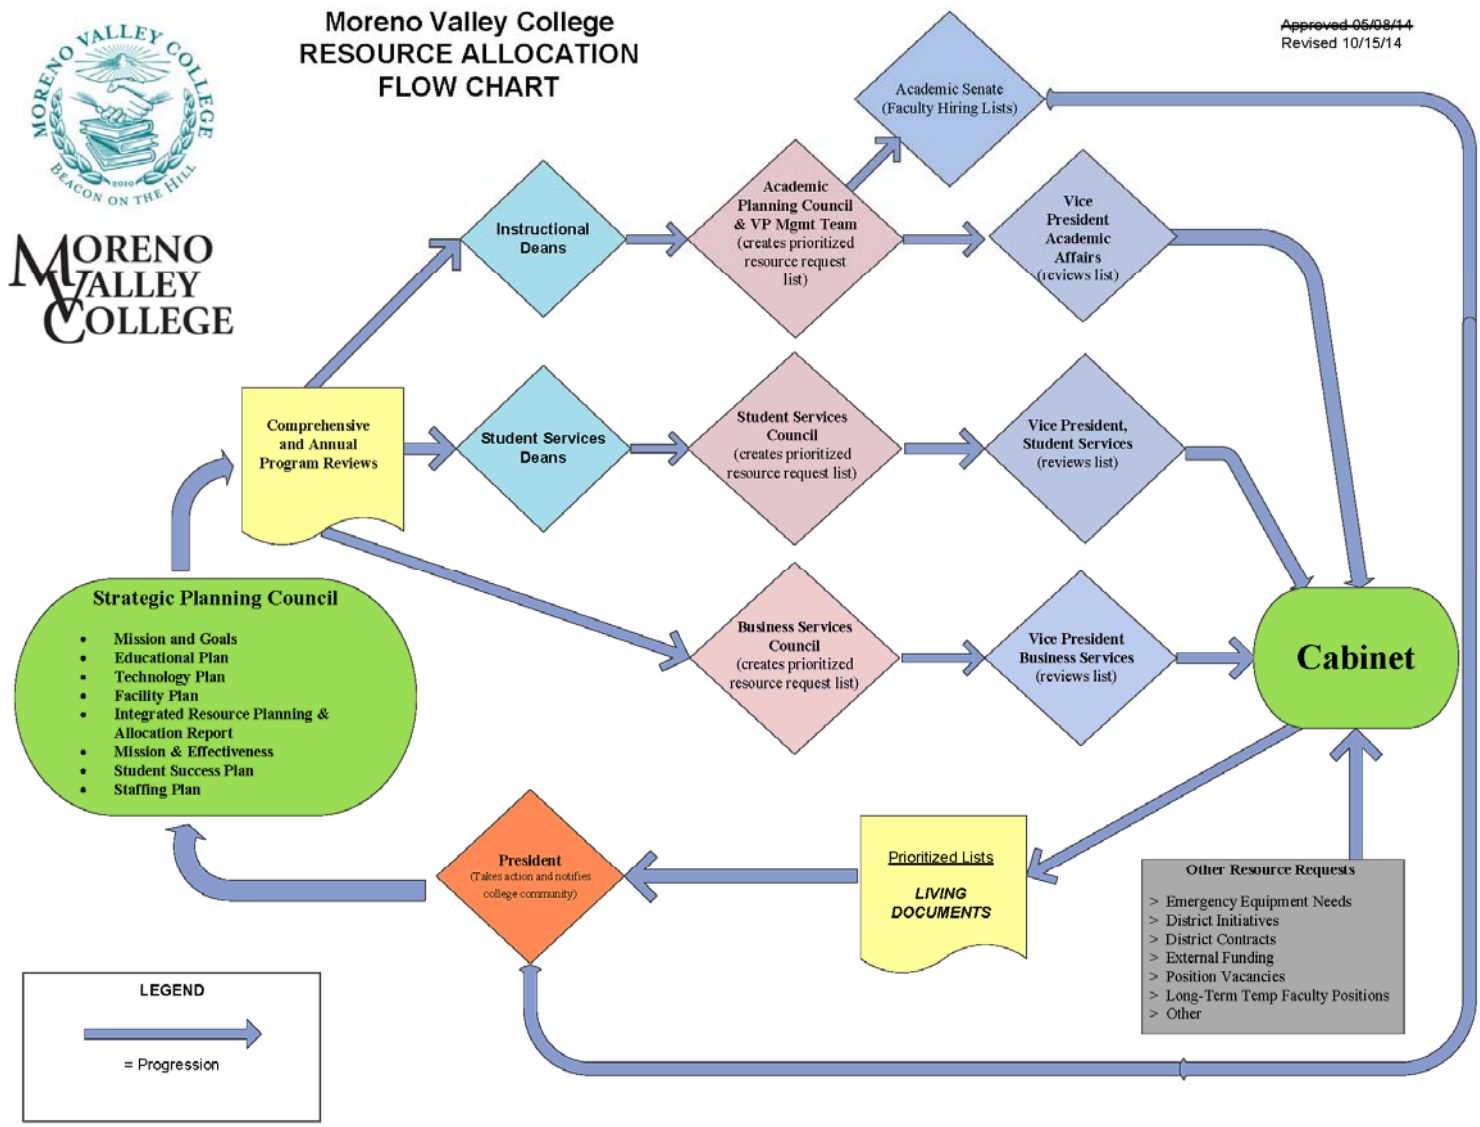 Moreno Valley College
RESOURCE ALLOCATION
FLOW CHART
Approved 05/08/14
Revised 10/15/14
MORENO VALLEY COLLEGE
2010
BEACON ON THE HILL
MORENO
VALLEY
COLLEGE
Academic Senate
(Faculty Hiring Lists)
Instructional
Deans
Academic
Planning Council
& VP Mgmt Team
(creates prioritized
resource request
list)
Vice
President
Academic
Affairs
(reviews list)
Comprehensive
and Annual
Program Reviews
Student Services
Deans
Student Services
Council
(creates prioritized
resource request list)
Vice President,
Student Services
(reviews list)
Business Services
Council
(creates prioritized
resource request list)
Vice President
Business Services
(reviews list)
Cabinet
Strategic Planning Council
• Mission and Goals
• Educational Plan
• Technology Plan
• Facility Plan
• Integrated Resource Planning &
Allocation Report
• Mission & Effectiveness
• Student Success Plan
• Staffing Plan
President
(Takes action and notifies
college community)
Prioritized Lists
LIVING
DOCUMENTS
Other Resource Requests
> Emergency Equipment Needs
> District Initiatives
> District Contracts
> External Funding
> Position Vacancies
> Long-Term Temp Faculty Positions
> Other
LEGEND
= Progression